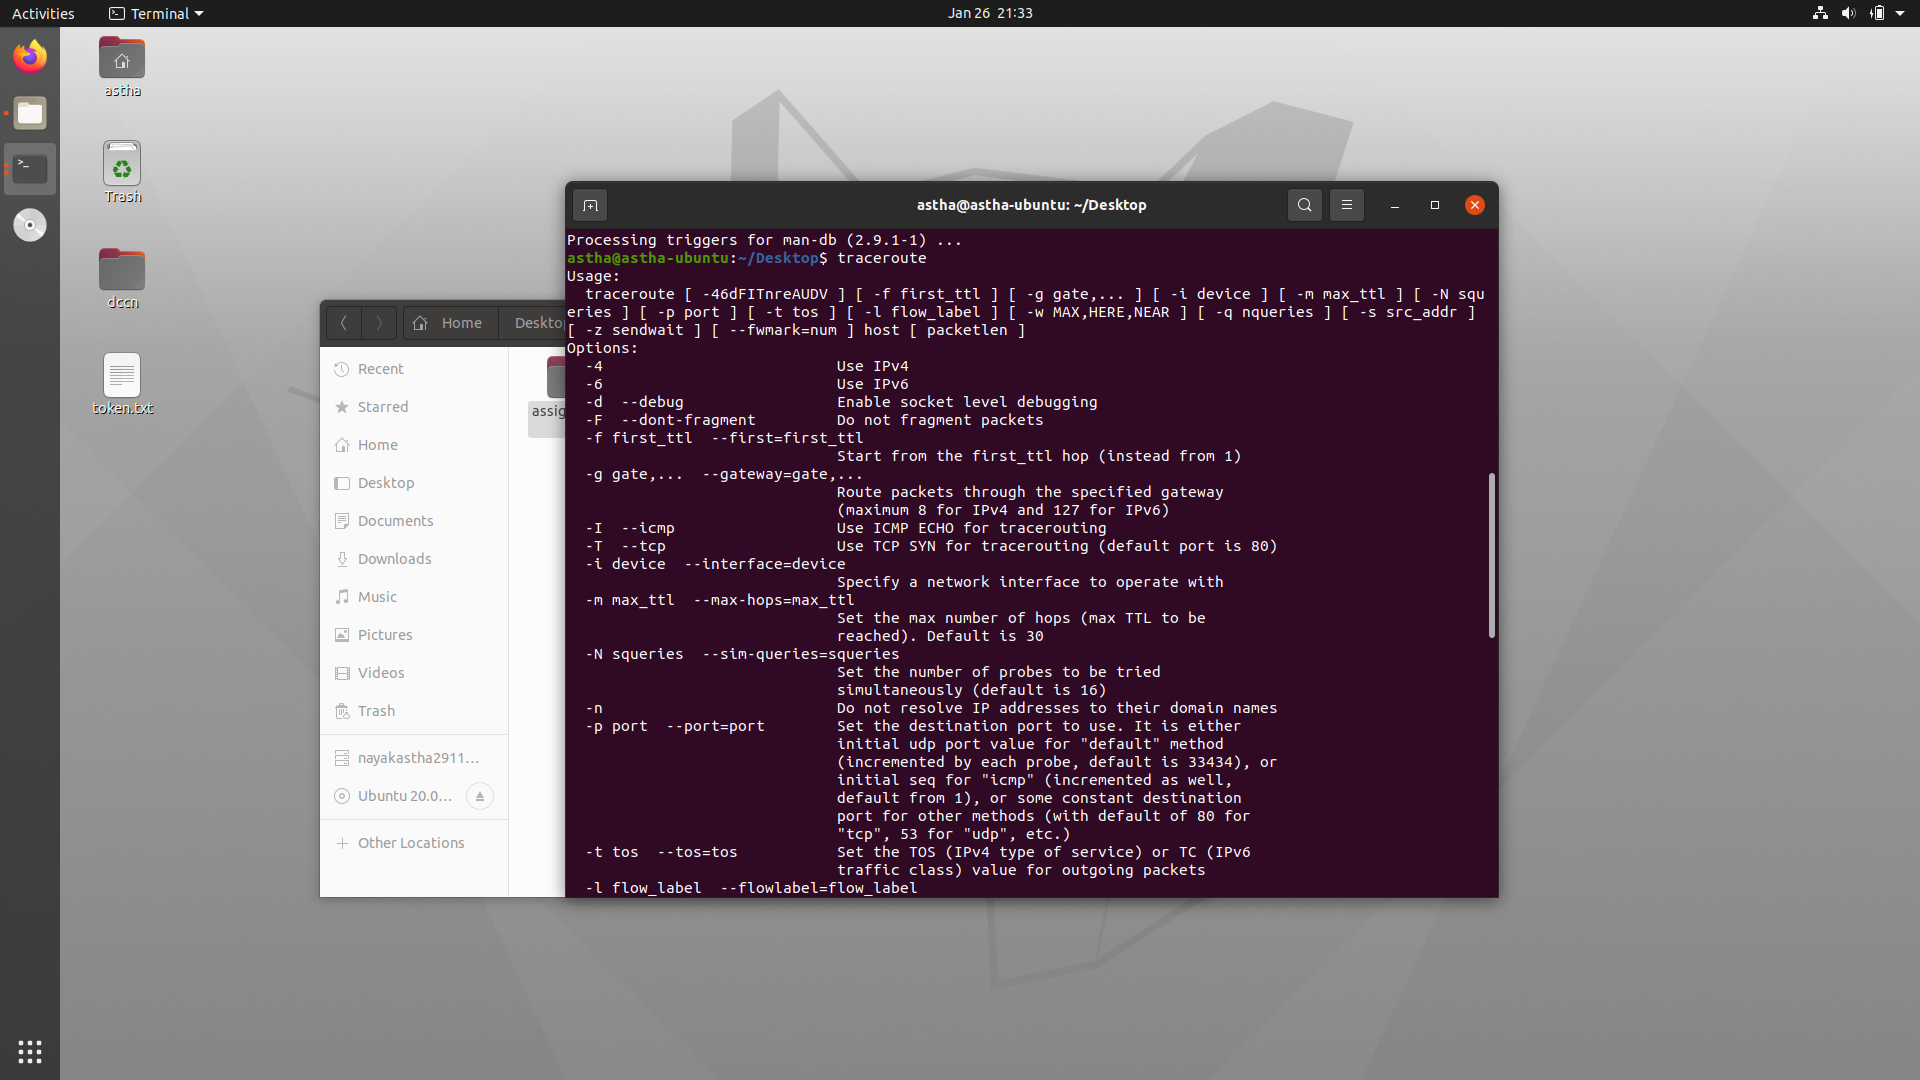 Activities
Terminal
Jan 26 21:33
astha
Trash
dccn
token.txt
Home
Desktop
Recent
Starred
Home
Desktop
Documents
Downloads
Music
Pictures
Videos
Trash
nayakastha2911...
Ubuntu 20.0...
+ Other Locations
assig
astha@astha-ubuntu: ~/Desktop
Processing triggers for man-db (2.9.1-1) ...
astha@astha-ubuntu:~/Desktop$ traceroute
Usage:
  traceroute [ -46dFITnreAUDV ] [ -f first_ttl ] [ -g gate,... ] [ -i device ] [ -m max_ttl ] [ -N squ
eries ] [ -p port ] [ -t tos ] [ -l flow_label ] [ -w MAX,HERE,NEAR ] [ -q nqueries ] [ -s src_addr ]
[ -z sendwait ] [ --fwmark=num ] host [ packetlen ]
Options:
  -4                          Use IPv4
  -6                          Use IPv6
  -d  --debug                 Enable socket level debugging
  -F  --dont-fragment         Do not fragment packets
  -f first_ttl  --first=first_ttl
                              Start from the first_ttl hop (instead from 1)
  -g gate,...  --gateway=gate,...
                              Route packets through the specified gateway
                              (maximum 8 for IPv4 and 127 for IPv6)
  -I  --icmp                  Use ICMP ECHO for tracerouting
  -T  --tcp                   Use TCP SYN for tracerouting (default port is 80)
  -i device  --interface=device
                              Specify a network interface to operate with
  -m max_ttl  --max-hops=max_ttl
                              Set the max number of hops (max TTL to be
                              reached). Default is 30
  -N squeries  --sim-queries=squeries
                              Set the number of probes to be tried
                              simultaneously (default is 16)
  -n                          Do not resolve IP addresses to their domain names
  -p port  --port=port        Set the destination port to use. It is either
                              initial udp port value for "default" method
                              (incremented by each probe, default is 33434), or
                              initial seq for "icmp" (incremented as well,
                              default from 1), or some constant destination
                              port for other methods (with default of 80 for
                              "tcp", 53 for "udp", etc.)
  -t tos  --tos=tos           Set the TOS (IPv4 type of service) or TC (IPv6
                              traffic class) value for outgoing packets
  -l flow_label  --flowlabel=flow_label